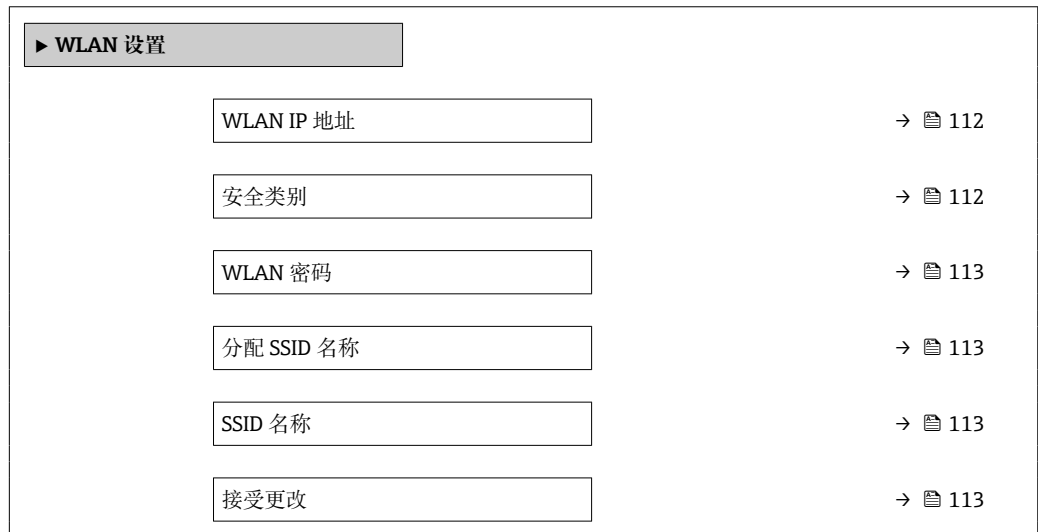 ▶ WLAN 设置
WLAN IP 地址 → 🖹 112
安全类别 → 🖹 112
WLAN 密码 → 🖹 113
分配 SSID 名称 → 🖹 113
SSID 名称 → 🖹 113
接受更改 → 🖹 113